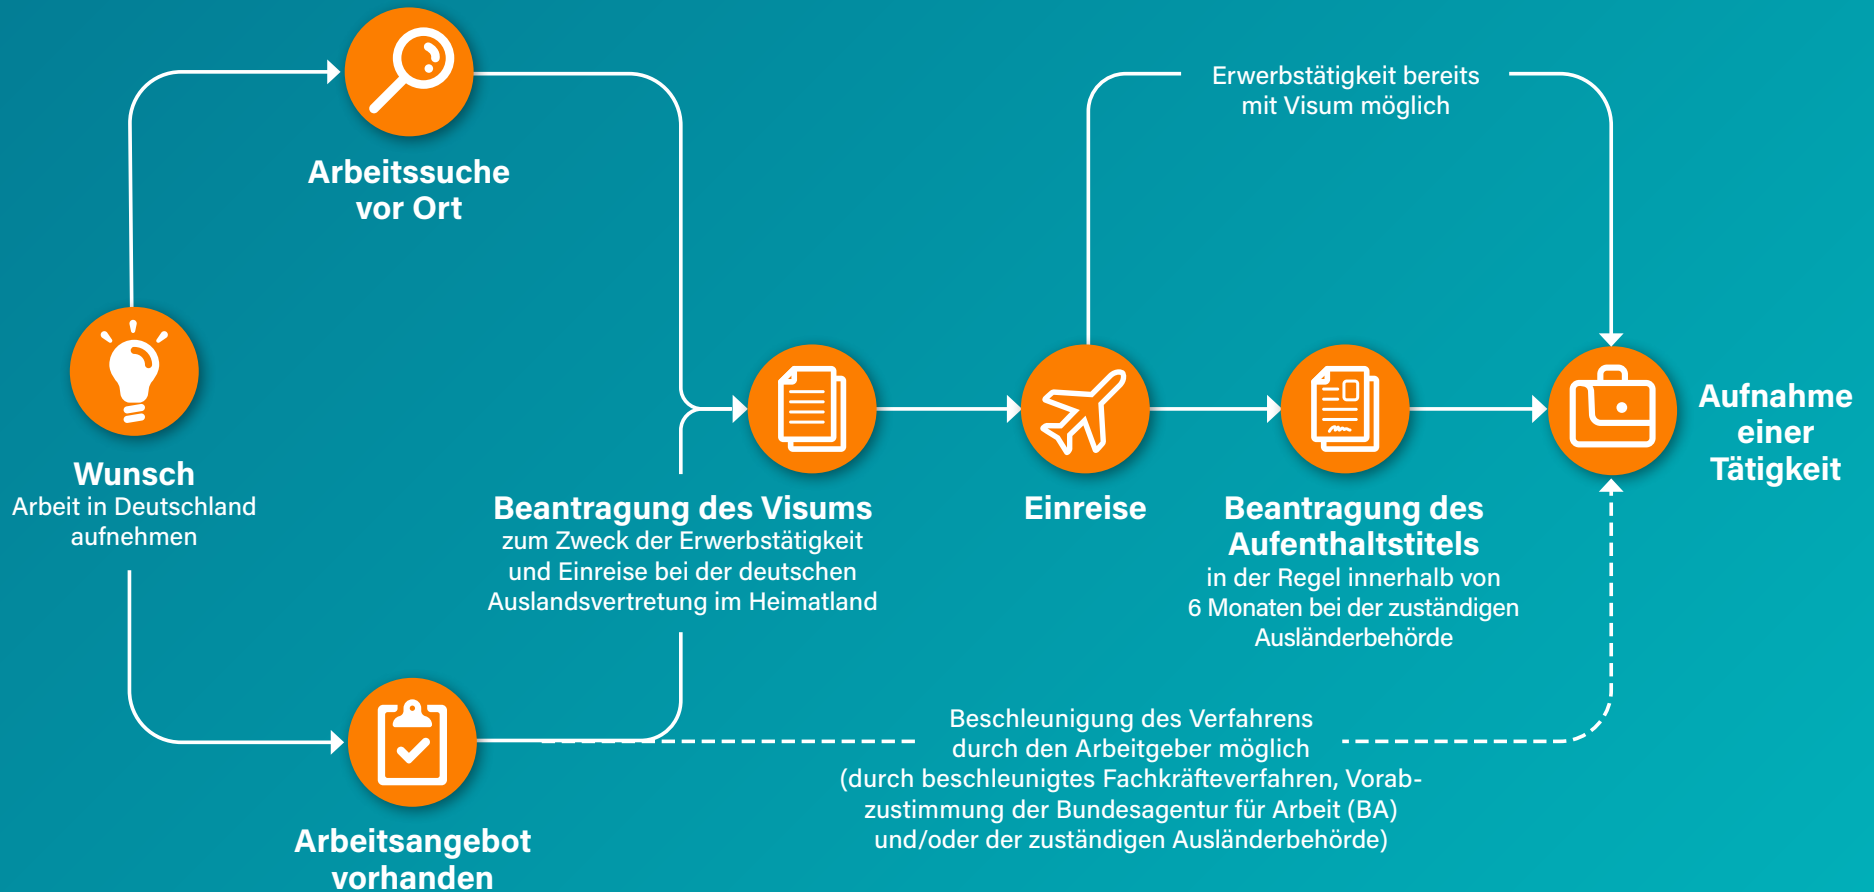 Erwerbstätigkeit bereits
mit Visum möglich
Arbeitssuche
vor Ort
Wunsch
Arbeit in Deutschland
aufnehmen
Beantragung des Visums
zum Zweck der Erwerbstätigkeit
und Einreise bei der deutschen
Auslandsvertretung im Heimatland
Einreise
Beantragung des
Aufenthaltstitels
in der Regel innerhalb von
6 Monaten bei der zuständigen
Ausländerbehörde
Aufnahme
einer
Tätigkeit
Beschleunigung des Verfahrens
durch den Arbeitgeber möglich
(durch beschleunigtes Fachkräfteverfahren, Vorab-
zustimmung der Bundesagentur für Arbeit (BA)
und/oder der zuständigen Ausländerbehörde)
Arbeitsangebot
vorhanden